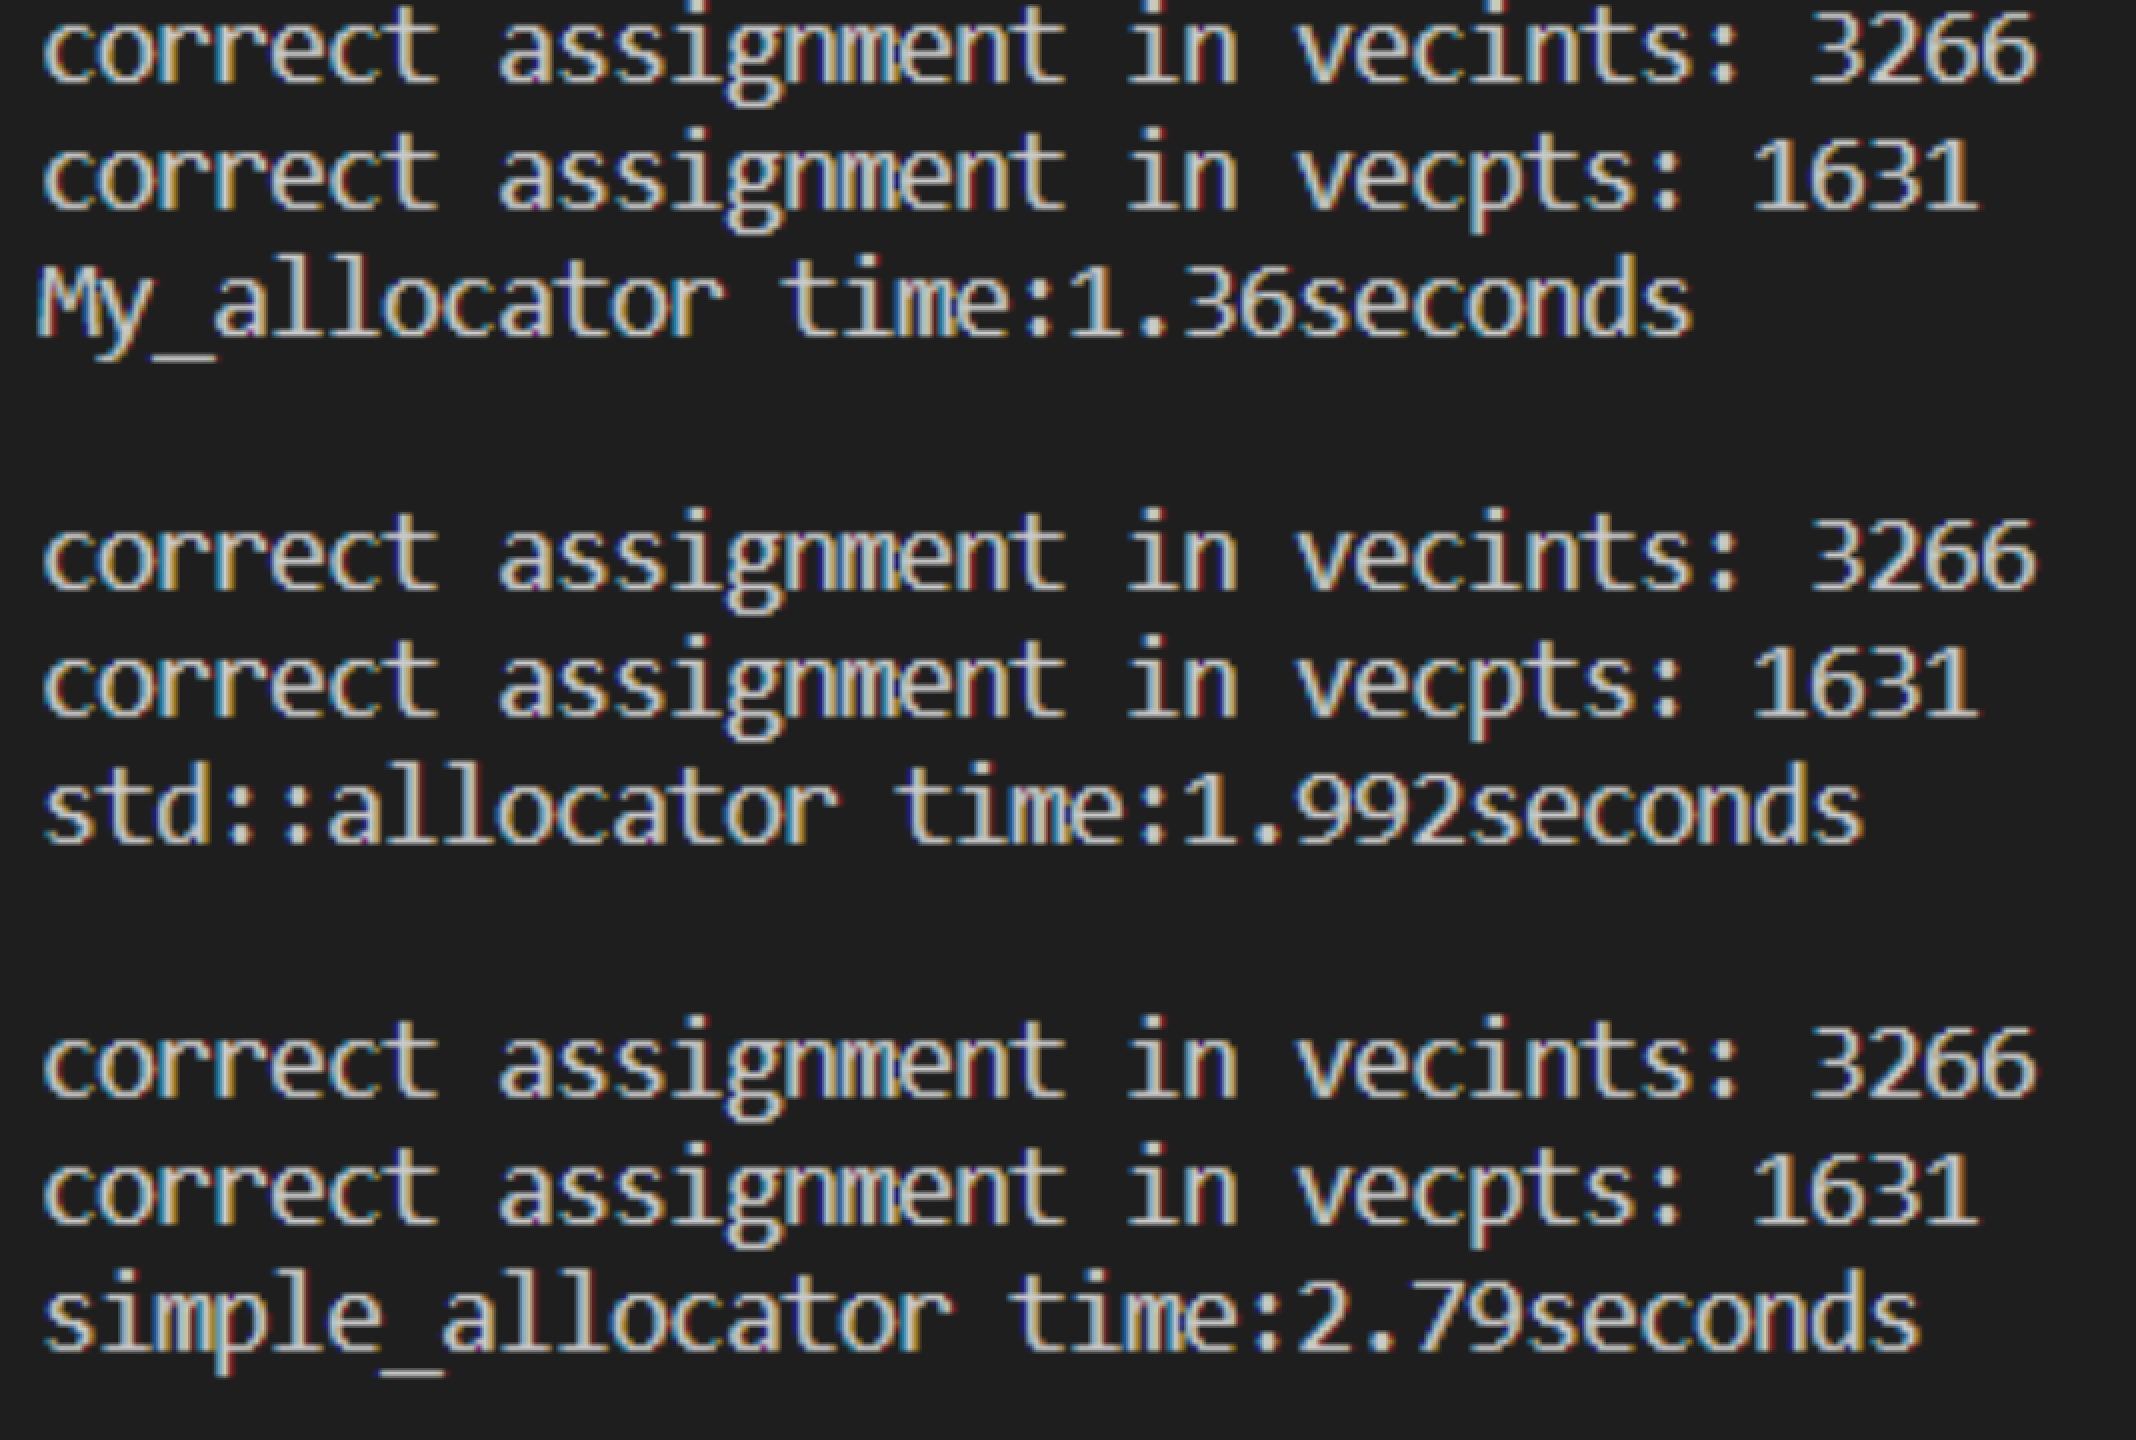 correct assignment in vecints: 3266
correct assignment in vecpts: 1631
My_allocator time:1.36seconds
correct assignment in vecints: 3266
correct assignment in vecpts: 1631
std::allocator time:1.992seconds
correct assignment in vecints: 3266
correct assignment in vecpts: 1631
simple_allocator time:2.79seconds